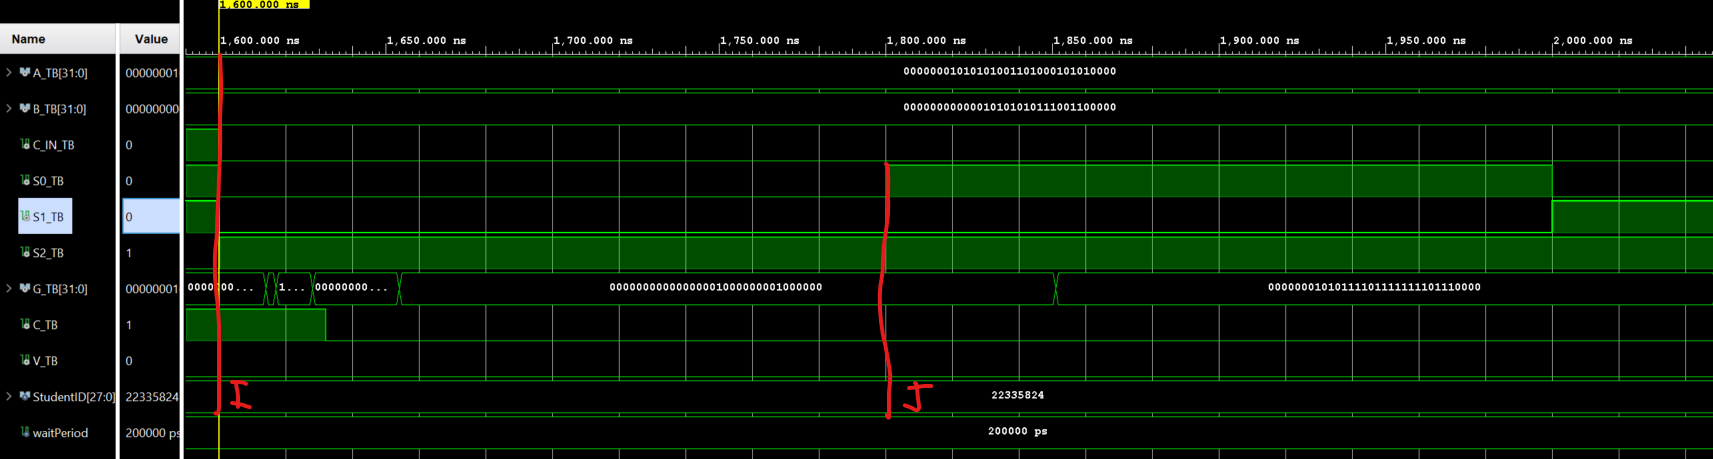 1,600.000 ns
Name Value
1,600.000 ns 1,650.000 ns 1,700.000 ns 1,750.000 ns 1,800.000 ns 1,850.000 ns 1,900.000 ns 1,950.000 ns 2,000.000 ns
A_TB[31:0] 00000001 00000001010101001101000101010000
B_TB[31:0] 00000000 00000000000010101010111001100000
C_IN_TB 0
S0_TB 0
S1_TB 0
S2_TB 1
G_TB[31:0] 00000001 0000000... 1... 00000000... 00000000000000001000000001000000 00000001010111101111111101110000
C_TB 1
V_TB 0
StudentID[27:0] 22335824 I J 22335824
waitPeriod 200000 ps 200000 ps